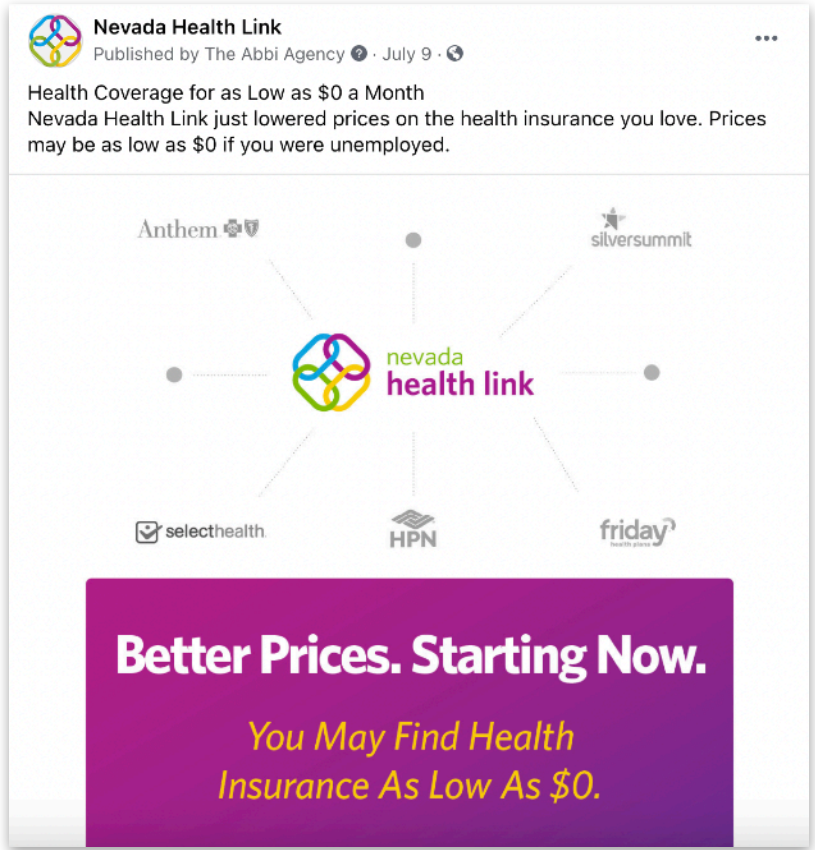 Nevada Health Link
Published by The Abbi Agency · July 9 ·
Health Coverage for as Low as $0 a Month
Nevada Health Link just lowered prices on the health insurance you love. Prices
may be as low as $0 if you were unemployed.
Anthem
silversummit
nevada
health link
selecthealth
HPN
friday
health plans
Better Prices. Starting Now.
You May Find Health
Insurance As Low As $0.